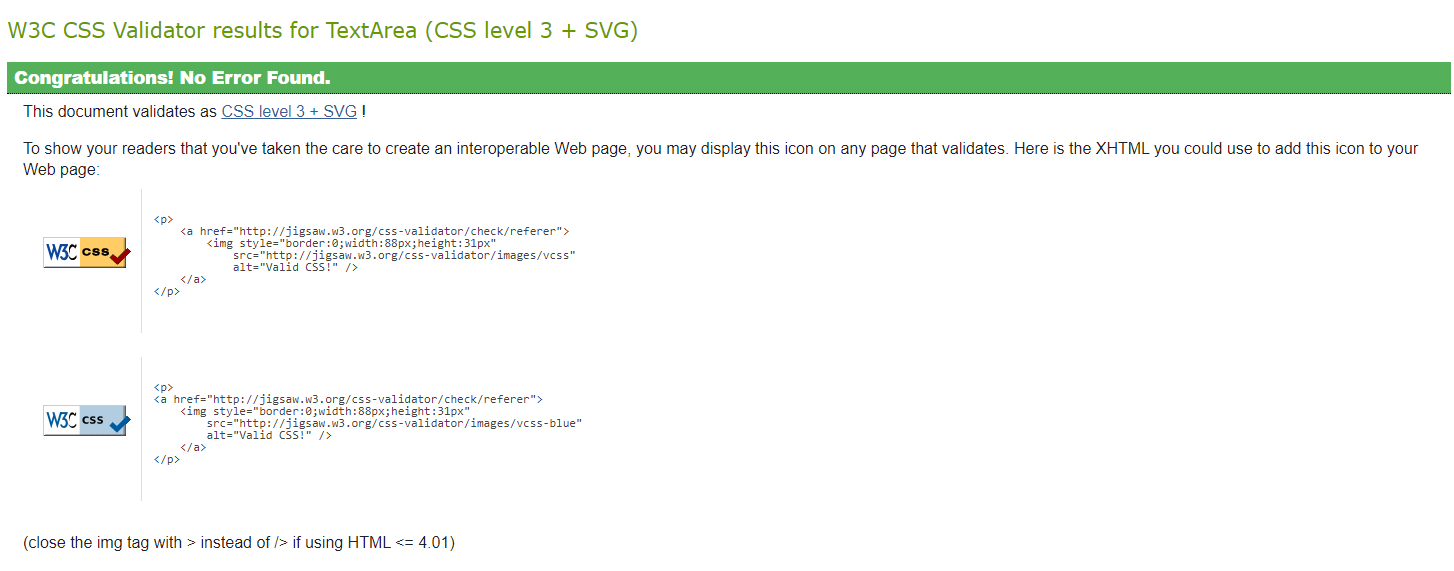 W3C CSS Validator results for TextArea (CSS level 3 + SVG)
Congratulations! No Error Found.
This document validates as CSS level 3 + SVG !
To show your readers that you've taken the care to create an interoperable Web page, you may display this icon on any page that validates. Here is the XHTML you could use to add this icon to your
Web page:
W3C css
<p>
    <a href="http://jigsaw.w3.org/css-validator/check/referer">
        <img style="border:0;width:88px;height:31px"
            src="http://jigsaw.w3.org/css-validator/images/vcss"
            alt="Valid CSS!" />
    </a>
</p>
W3C css
<p>
<a href="http://jigsaw.w3.org/css-validator/check/referer">
    <img style="border:0;width:88px;height:31px"
        src="http://jigsaw.w3.org/css-validator/images/vcss-blue"
        alt="Valid CSS!" />
    </a>
</p>
(close the img tag with > instead of /> if using HTML <= 4.01)